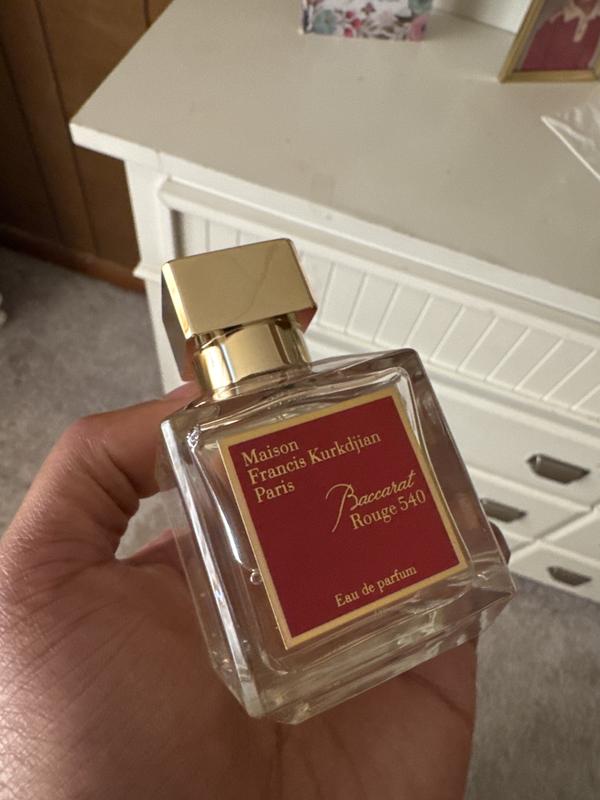 Maison
Francis Kurkdjian
Paris
Baccarat
Rouge 540
Eau de parfum